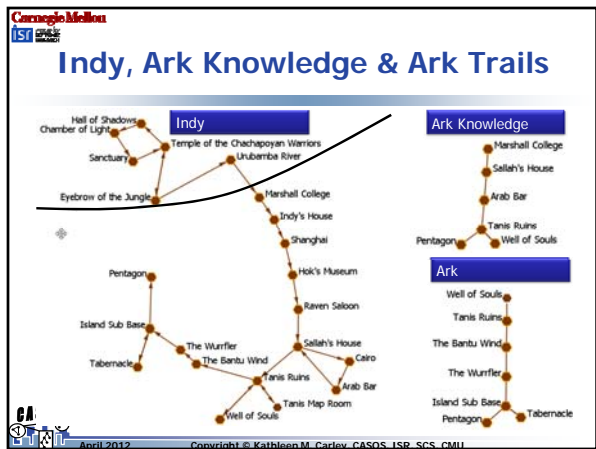 Carnegie Mellon
isr
Indy, Ark Knowledge & Ark Trails
Indy
Hall of Shadows
Chamber of Light
Temple of the Chachapoyan Warriors
Sanctuary
Urubamba River
Eyebrow of the Jungle
Marshall College
Indy's House
Shanghai
Hok's Museum
Raven Saloon
Pentagon
Island Sub Base
The Wurrfler
The Bantu Wind
Tabernacle
Sallah's House
Cairo
Arab Bar
Tanis Ruins
Tanis Map Room
Well of Souls
Ark Knowledge
Marshall College
Sallah's House
Arab Bar
Tanis Ruins
Pentagon
Well of Souls
Ark
Well of Souls
Tanis Ruins
The Bantu Wind
The Wurrfler
Island Sub Base
Pentagon
Tabernacle
April 2012
Copyright © Kathleen M. Carley, CASOS, ISR, SCS, CMU